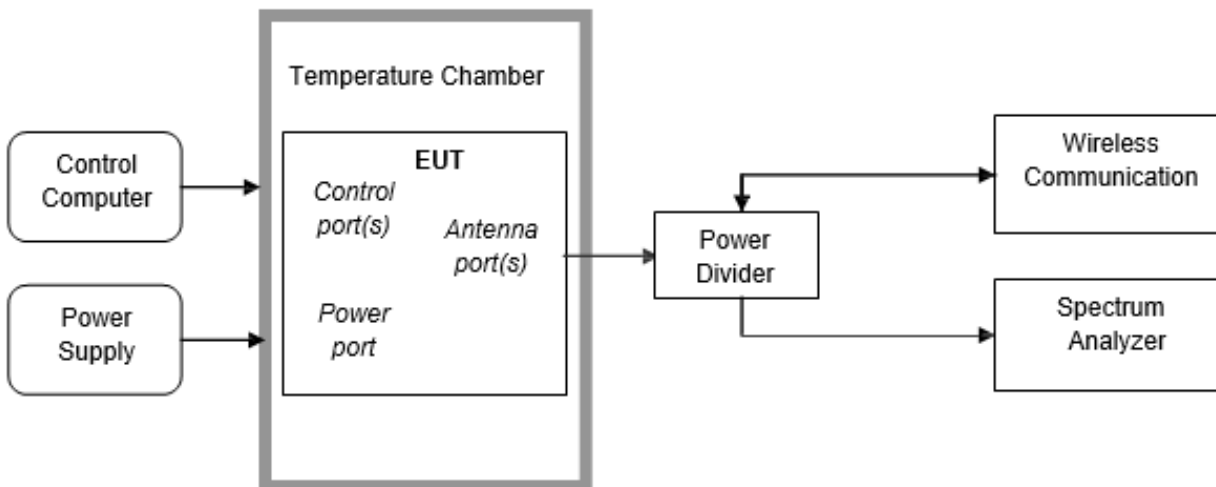 Temperature Chamber
Control
Computer
Power
Supply
EUT
Control
port(s)
Antenna
port(s)
Power
port
Power
Divider
Wireless
Communication
Spectrum
Analyzer